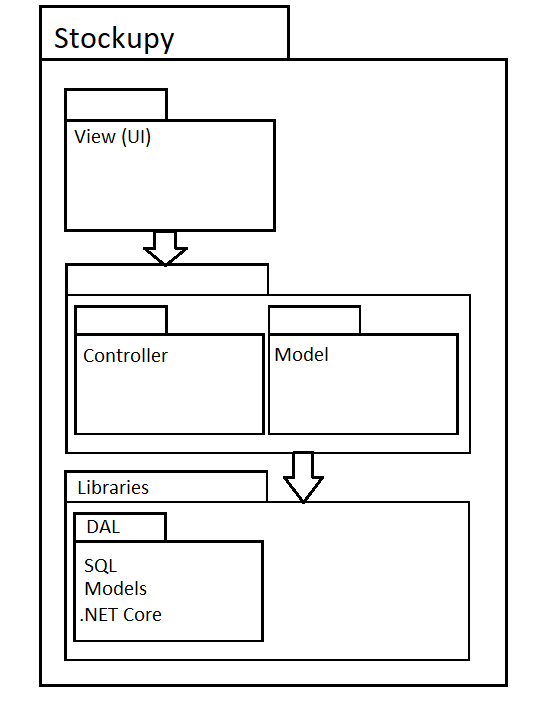 Stockupy
View (UI)
Controller
Model
Libraries
DAL
SQL
Models
.NET Core